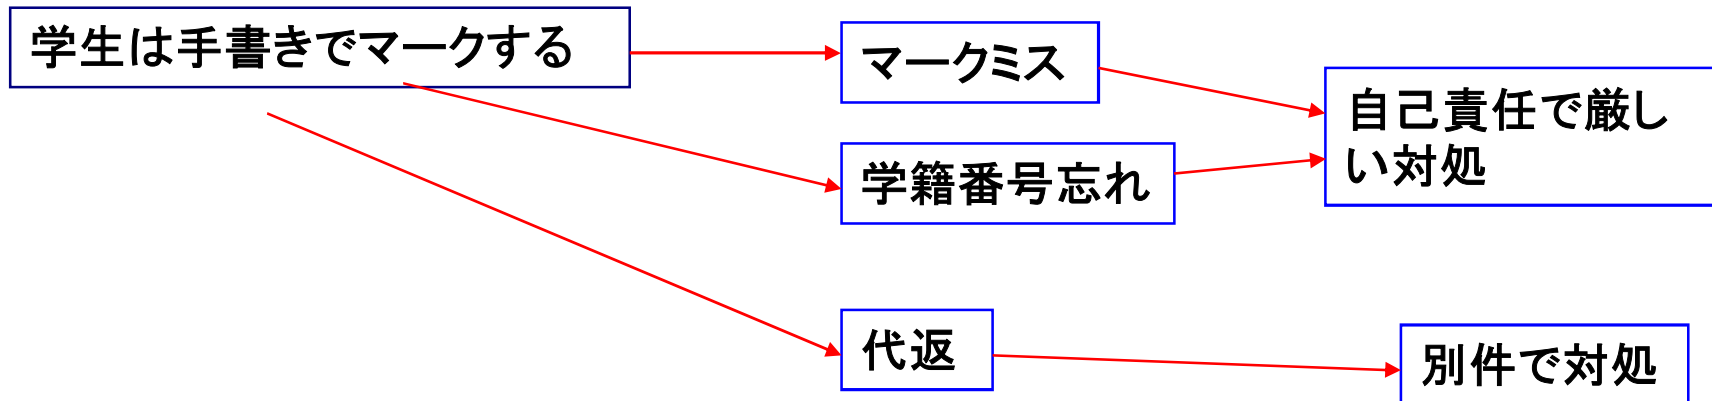 学生は手書きでマークする
マークミス
学籍番号忘れ
自己責任で厳し
い対処
代返
別件で対処